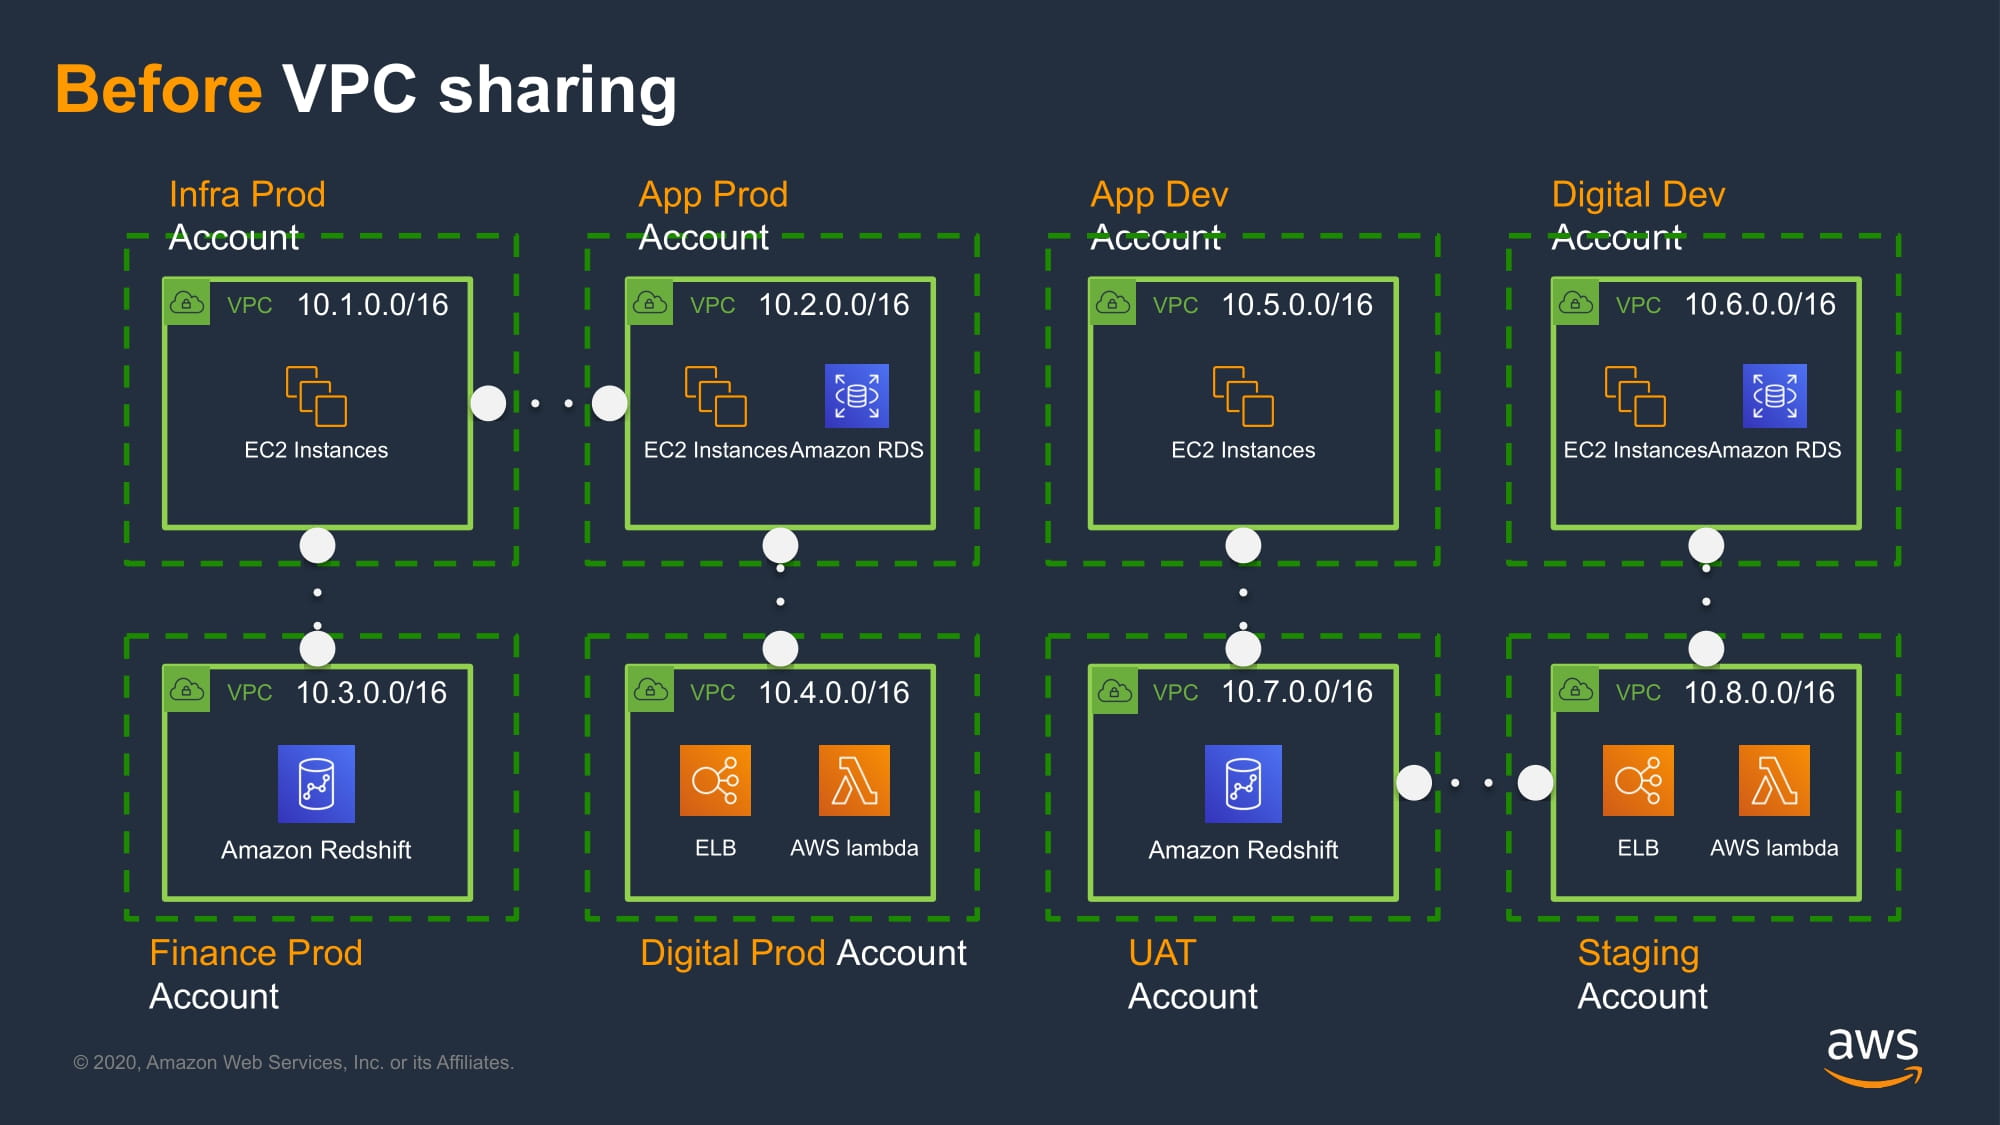 Before VPC sharing
Infra Prod
Account
App Prod
Account
App Dev
Account
Digital Dev
Account
VPC 10.1.0.0/16
EC2 Instances
VPC 10.2.0.0/16
EC2 Instances Amazon RDS
VPC 10.5.0.0/16
EC2 Instances
VPC 10.6.0.0/16
EC2 Instances Amazon RDS
VPC 10.3.0.0/16
Amazon Redshift
VPC 10.4.0.0/16
ELB AWS lambda
VPC 10.7.0.0/16
Amazon Redshift
VPC 10.8.0.0/16
ELB AWS lambda
Finance Prod
Account
Digital Prod Account
UAT
Account
Staging
Account
© 2020, Amazon Web Services, Inc. or its Affiliates.
aws